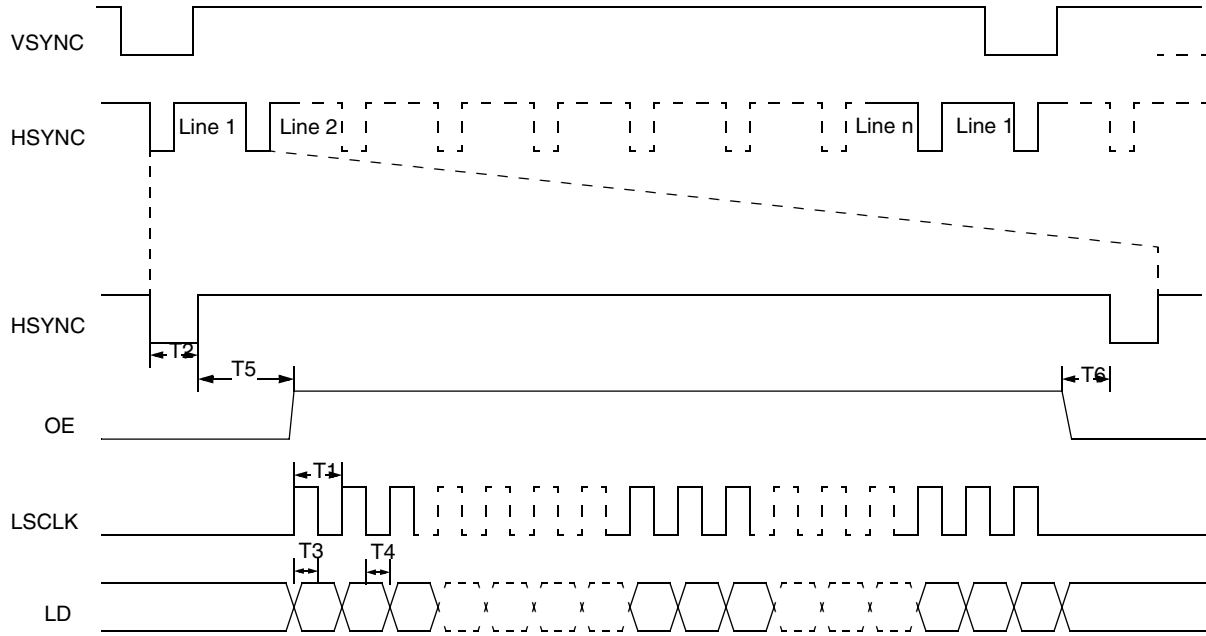 VSYNC
HSYNC
Line 1
Line 2
Line n
Line 1
HSYNC
T2
T5
T6
OE
T1
LSCLK
T3
T4
LD